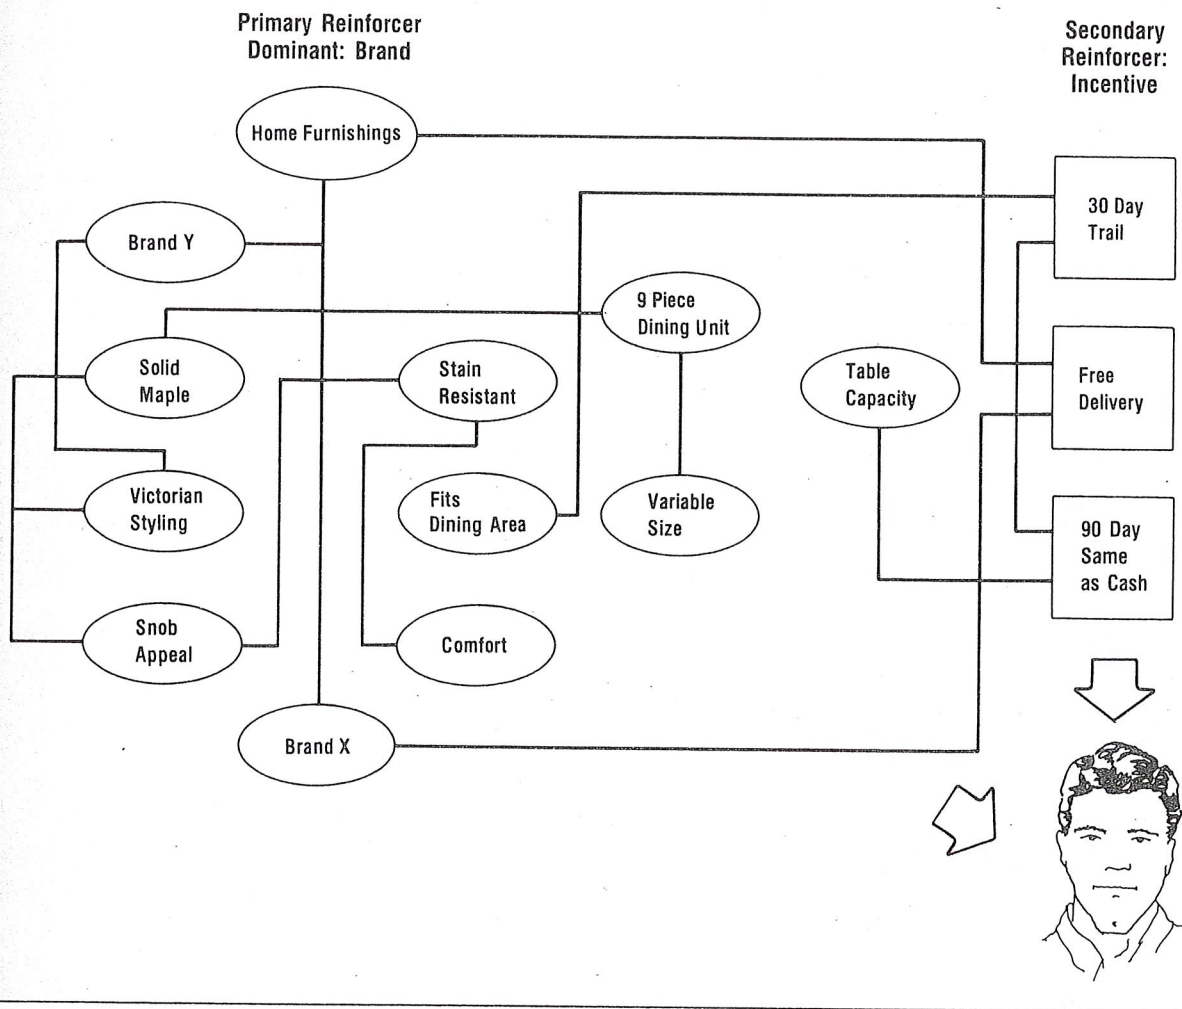 Primary Reinforcer
Dominant: Brand
Secondary
Reinforcer:
Incentive
Home Furnishings
30 Day
Trail
Brand Y
9 Piece
Dining Unit
Solid
Maple
Stain
Resistant
Table
Capacity
Free
Delivery
Victorian
Styling
Fits
Dining Area
Variable
Size
90 Day
Same
as Cash
Snob
Appeal
Comfort
Brand X